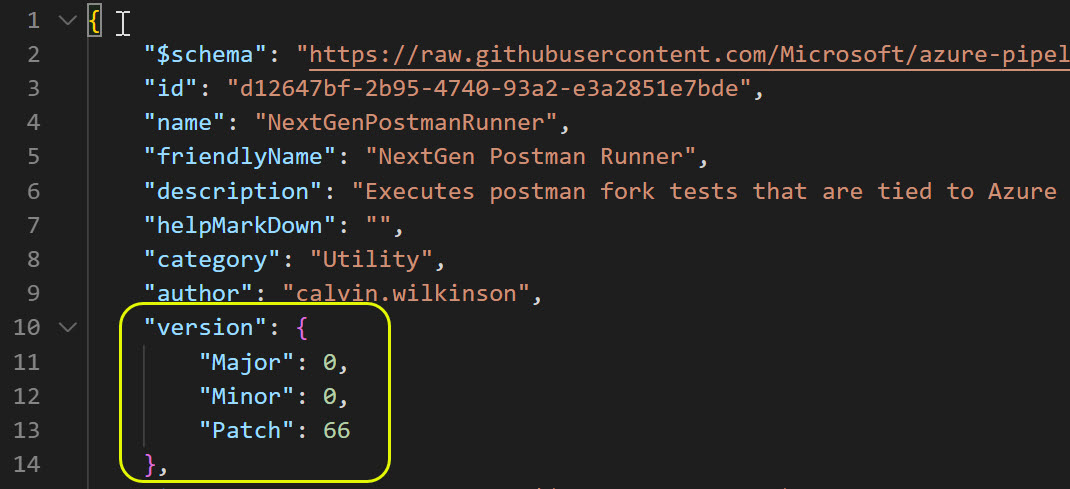 1 {
2 "$schema": "https://raw.githubusercontent.com/Microsoft/azure-pipel
3 "id": "d12647bf-2b95-4740-93a2-e3a2851e7bde",
4 "name": "NextGenPostmanRunner",
5 "friendlyName": "NextGen Postman Runner",
6 "description": "Executes postman fork tests that are tied to Azure
7 "helpMarkDown": "",
8 "category": "Utility",
9 "author": "calvin.wilkinson",
10 "version": {
11 "Major": 0,
12 "Minor": 0,
13 "Patch": 66
14 },